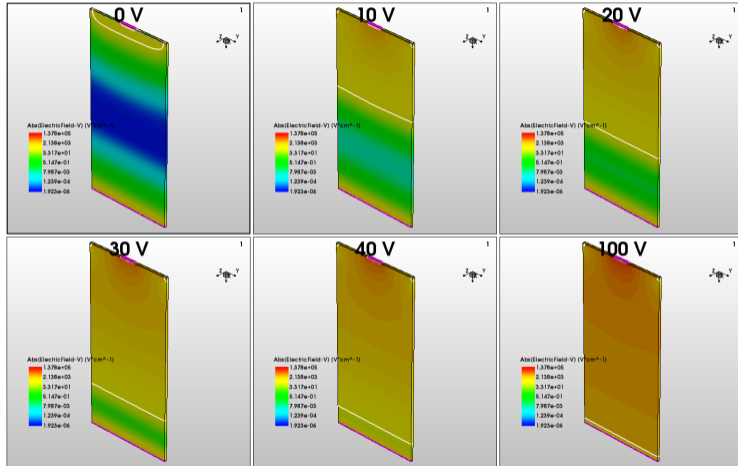 0 V
1
Z Y
Abs(ElectricField-V) (V*cm^-1)
1.378e+05
2.138e+03
3.317e+01
5.147e-01
7.987e-03
1.239e-04
1.923e-06
10 V
1
Z Y
Abs(ElectricField-V) (V*cm^-1)
1.378e+05
2.138e+03
3.317e+01
5.147e-01
7.987e-03
1.239e-04
1.923e-06
20 V
1
Z Y
Abs(ElectricField-V) (V*cm^-1)
1.378e+05
2.138e+03
3.317e+01
5.147e-01
7.987e-03
1.239e-04
1.923e-06
30 V
1
Z Y
Abs(ElectricField-V) (V*cm^-1)
1.378e+05
2.138e+03
3.317e+01
5.147e-01
7.987e-03
1.239e-04
1.923e-06
40 V
1
Z Y
Abs(ElectricField-V) (V*cm^-1)
1.378e+05
2.138e+03
3.317e+01
5.147e-01
7.987e-03
1.239e-04
1.923e-06
100 V
1
Z Y
Abs(ElectricField-V) (V*cm^-1)
1.378e+05
2.138e+03
3.317e+01
5.147e-01
7.987e-03
1.239e-04
1.923e-06